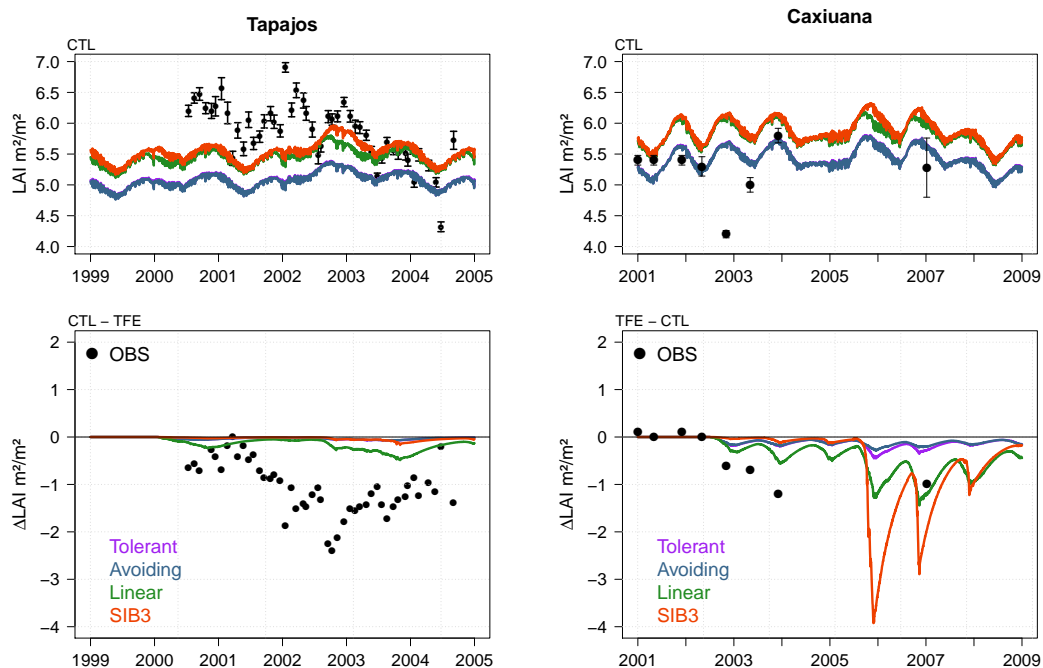 Tapajos
CTL
LAI m²/m²
7.0
6.5
6.0
5.5
5.0
4.5
4.0
1999 2000 2001 2002 2003 2004 2005
Caxiuana
CTL
LAI m²/m²
7.0
6.5
6.0
5.5
5.0
4.5
4.0
2001 2003 2005 2007 2009
CTL – TFE
ΔLAI m²/m²
2
1
0
−1
−2
−3
−4
OBS
Tolerant
Avoiding
Linear
SIB3
1999 2000 2001 2002 2003 2004 2005
TFE – CTL
ΔLAI m²/m²
2
1
0
−1
−2
−3
−4
OBS
Tolerant
Avoiding
Linear
SIB3
2001 2003 2005 2007 2009